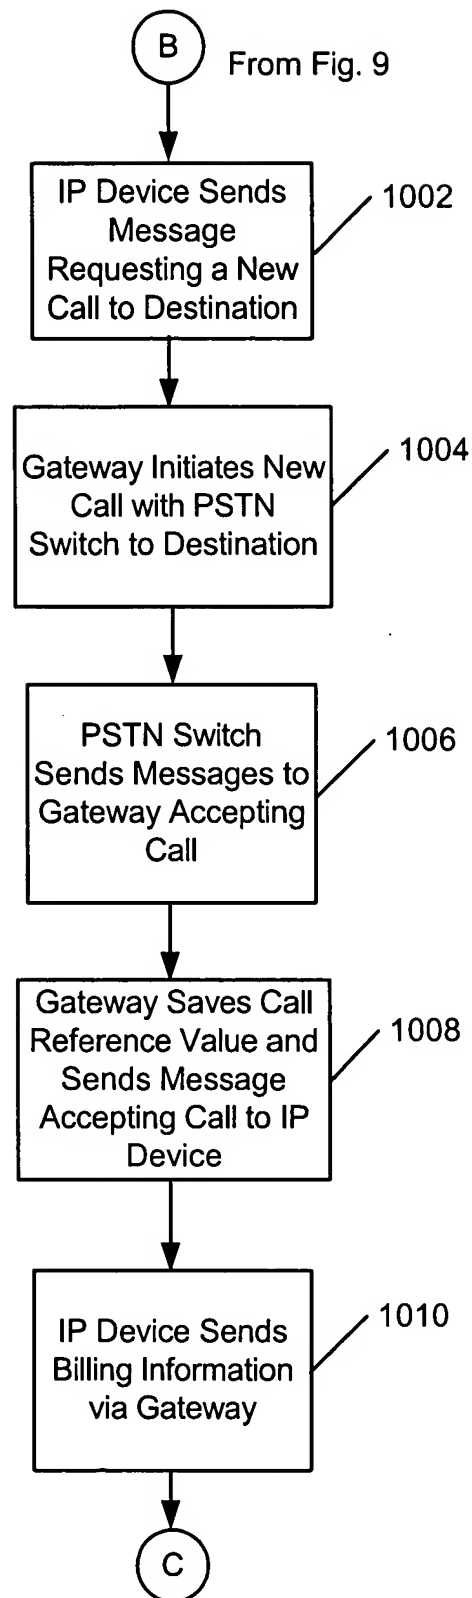 B
From Fig. 9
IP Device Sends
Message
Requesting a New
Call to Destination
1002
Gateway Initiates New
Call with PSTN
Switch to Destination
1004
PSTN Switch
Sends Messages to
Gateway Accepting
Call
1006
Gateway Saves Call
Reference Value and
Sends Message
Accepting Call to IP
Device
1008
IP Device Sends
Billing Information
via Gateway
1010
C